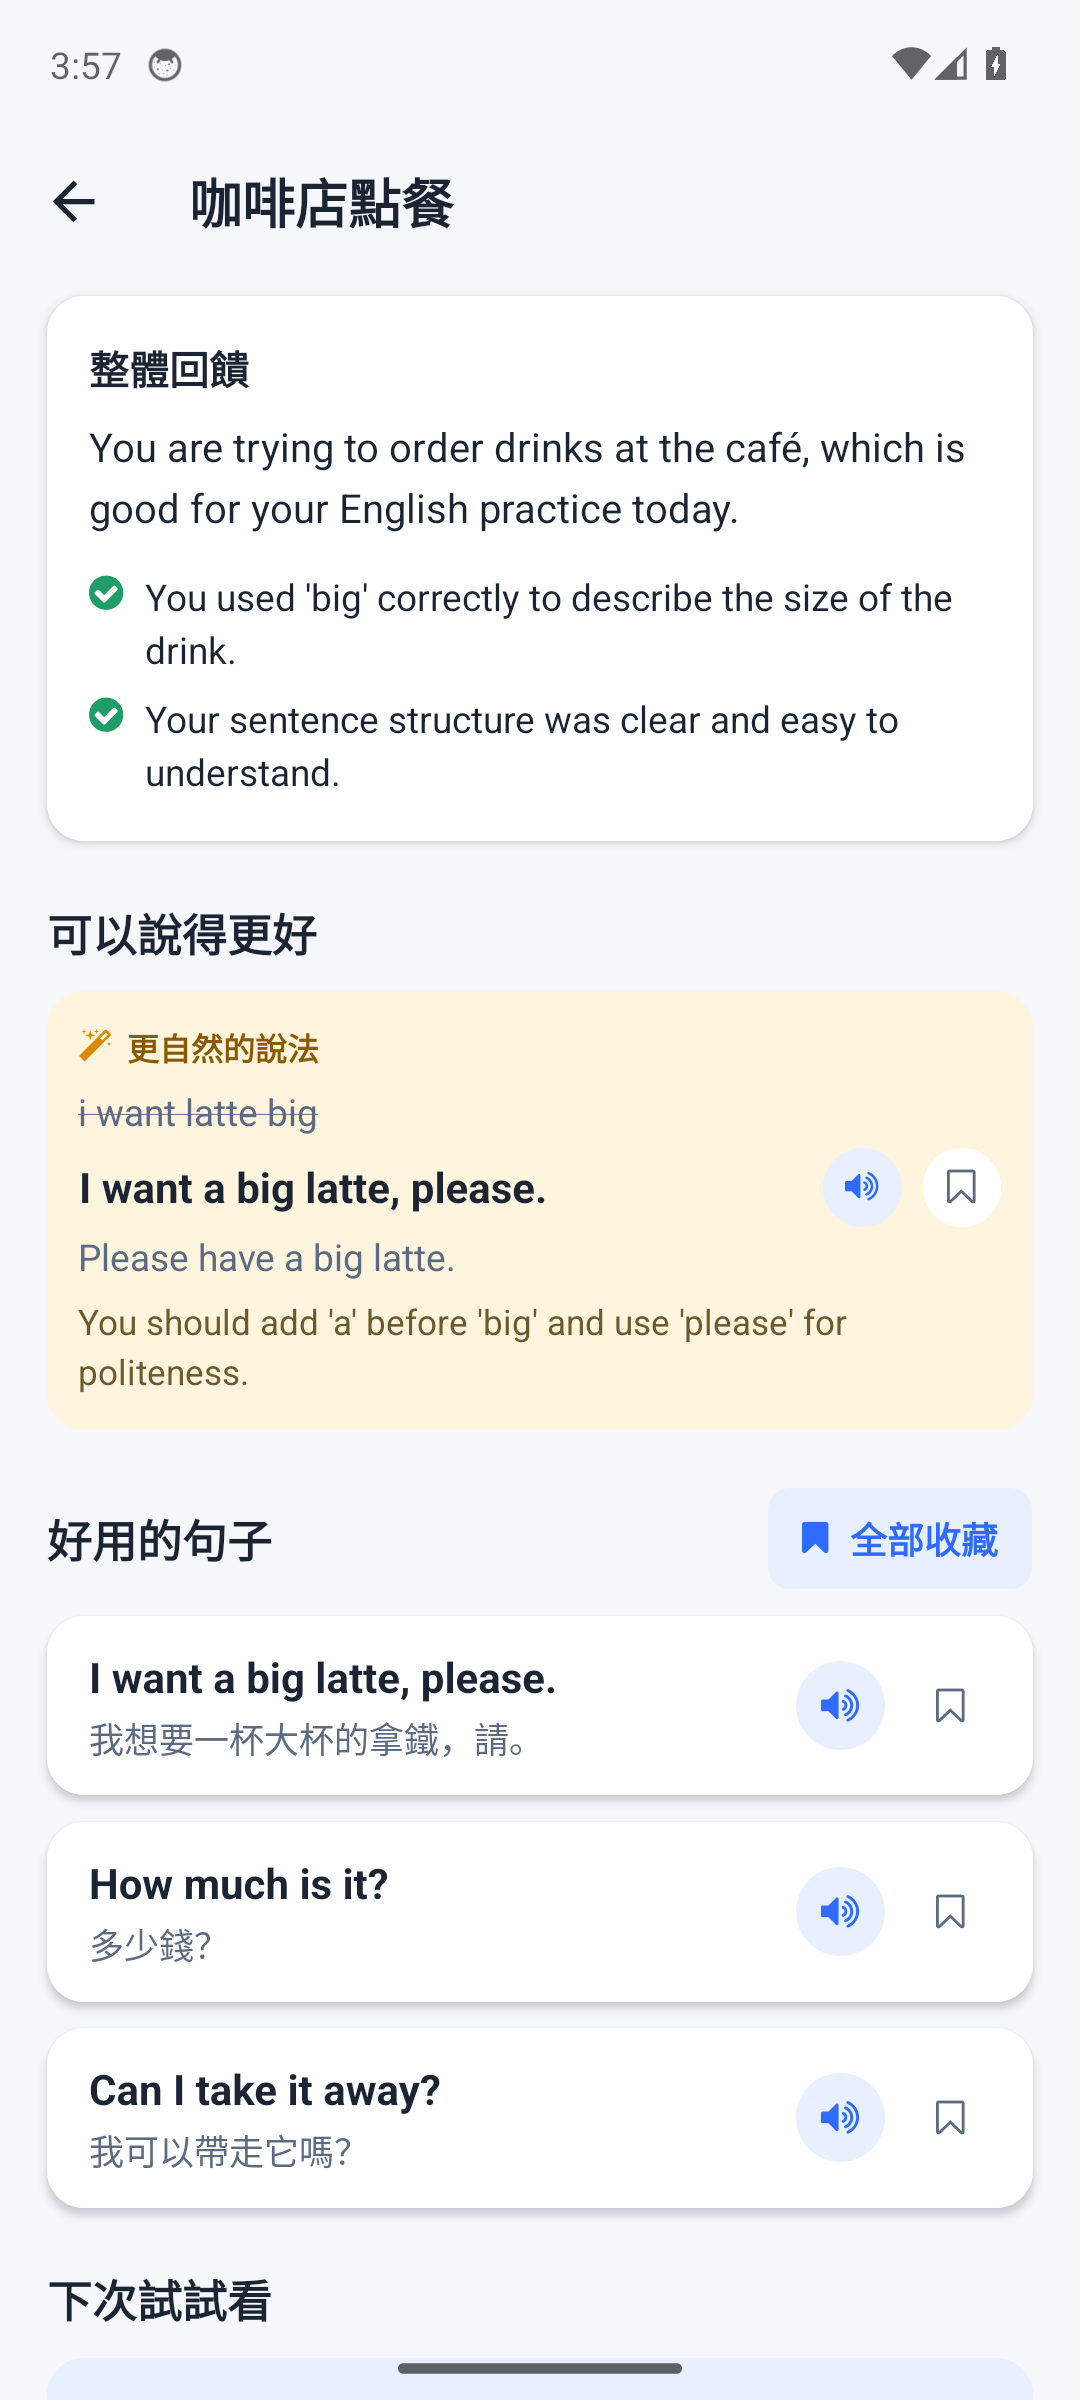 3:57
咖啡店點餐
整體回饋
You are trying to order drinks at the café, which is
good for your English practice today.
You used 'big' correctly to describe the size of the
drink.
Your sentence structure was clear and easy to
understand.
可以說得更好
更自然的說法
i want latte big
I want a big latte, please.
Please have a big latte.
You should add 'a' before 'big' and use 'please' for
politeness.
好用的句子
全部收藏
I want a big latte, please.
我想要一杯大杯的拿鐵，請。
How much is it?
多少錢？
Can I take it away?
我可以帶走它嗎？
下次試試看